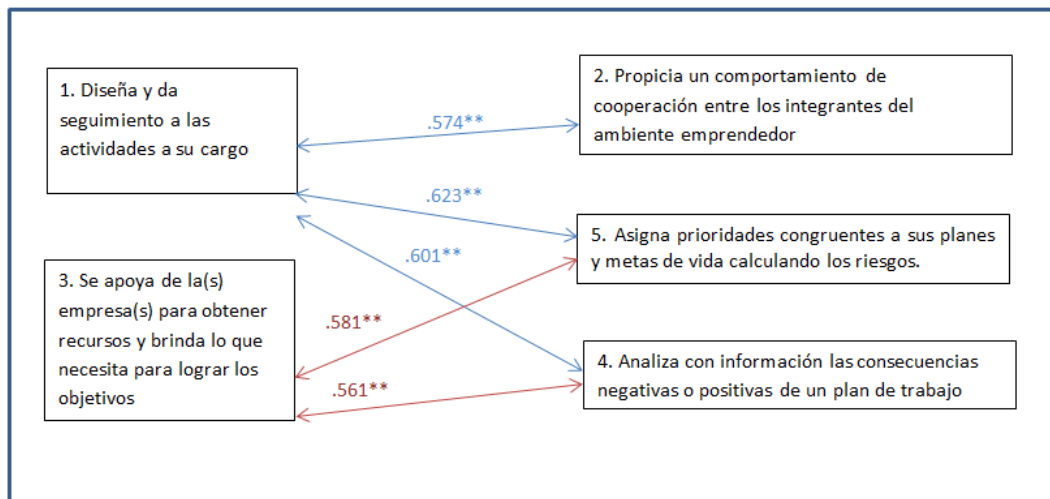 1. Diseña y da
seguimiento a las
actividades a su cargo
2. Propicia un comportamiento de
cooperación entre los integrantes del
ambiente emprendedor
.574**
.623**
.601**
5. Asigna prioridades congruentes a sus planes
y metas de vida calculando los riesgos.
3. Se apoya de la(s)
empresa(s) para obtener
recursos y brinda lo que
necesita para lograr los
objetivos
.581**
.561**
4. Analiza con información las consecuencias
negativas o positivas de un plan de trabajo